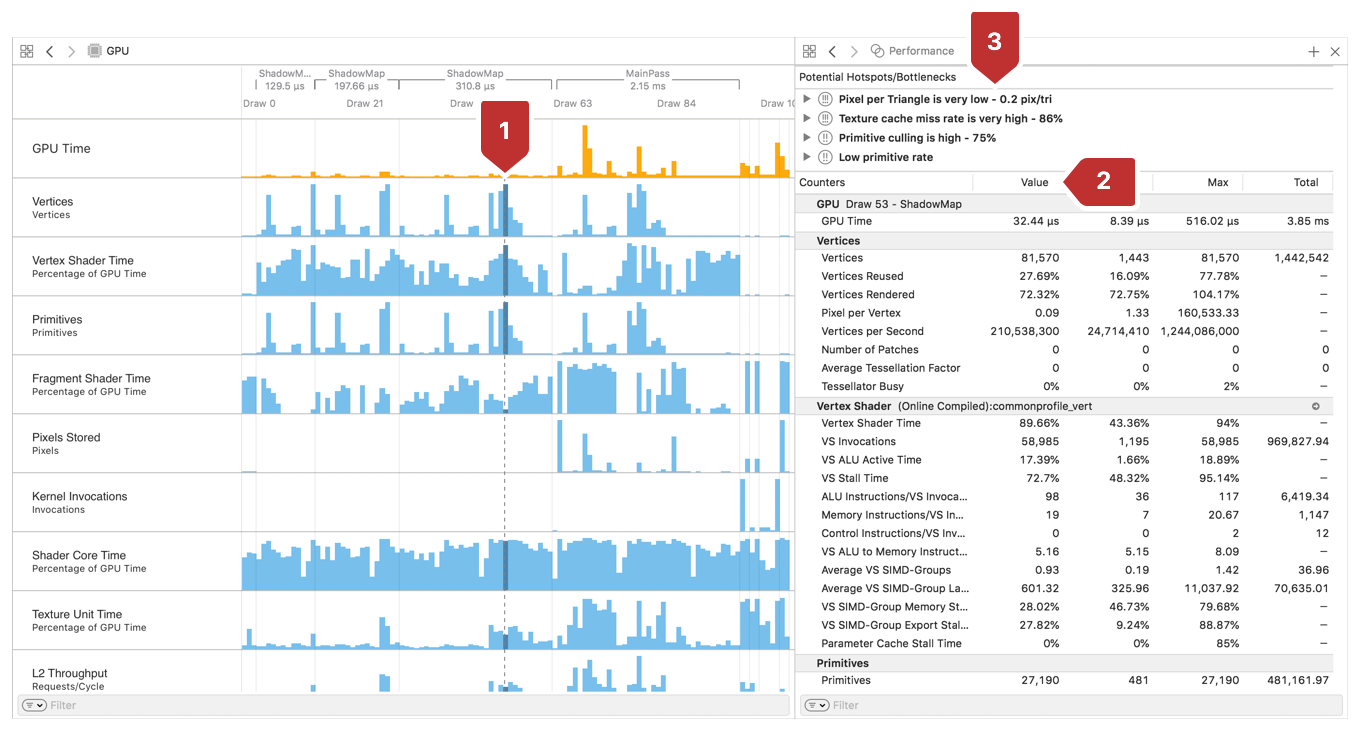 GPU
ShadowM... ShadowMap ShadowMap MainPass
129.5 µs 197.66 µs 310.8 µs 2.15 ms
Draw 0 Draw 21 Draw Draw 63 Draw 84 Draw 10
1
GPU Time
Vertices
Vertices
Vertex Shader Time
Percentage of GPU Time
Primitives
Primitives
Fragment Shader Time
Percentage of GPU Time
Pixels Stored
Pixels
Kernel Invocations
Invocations
Shader Core Time
Percentage of GPU Time
Texture Unit Time
Percentage of GPU Time
L2 Throughput
Requests/Cycle
Filter
3
Performance
Potential Hotspots/Bottlenecks
Pixel per Triangle is very low - 0.2 pix/tri
Texture cache miss rate is very high - 86%
Primitive culling is high - 75%
Low primitive rate
2
Counters Value Max Total
GPU Draw 53 - ShadowMap
GPU Time 32.44 µs 8.39 µs 516.02 µs 3.85 ms
Vertices
Vertices 81,570 1,443 81,570 1,442,542
Vertices Reused 27.69% 16.09% 77.78% –
Vertices Rendered 72.32% 72.75% 104.17% –
Pixel per Vertex 0.09 1.33 160,533.33 –
Vertices per Second 210,538,300 24,714,410 1,244,086,000 –
Number of Patches 0 0 0 0
Average Tessellation Factor 0 0 0 0
Tessellator Busy 0% 0% 2% –
Vertex Shader (Online Compiled):commonprofile_vert
Vertex Shader Time 89.66% 43.36% 94% –
VS Invocations 58,985 1,195 58,985 969,827.94
VS ALU Active Time 17.39% 1.66% 18.89% –
VS Stall Time 72.7% 48.32% 95.14% –
ALU Instructions/VS Invoca... 98 36 117 6,419.34
Memory Instructions/VS In... 19 7 20.67 1,147
Control Instructions/VS Inv... 0 0 2 12
VS ALU to Memory Instruct... 5.16 5.15 8.09 –
Average VS SIMD-Groups 0.93 0.19 1.42 36.96
Average VS SIMD-Group La... 601.32 325.96 11,037.92 70,635.01
VS SIMD-Group Memory St... 28.02% 46.73% 79.68% –
VS SIMD-Group Export Stal... 27.82% 9.24% 88.87% –
Parameter Cache Stall Time 0% 0% 85% –
Primitives
Primitives 27,190 481 27,190 481,161.97
Filter